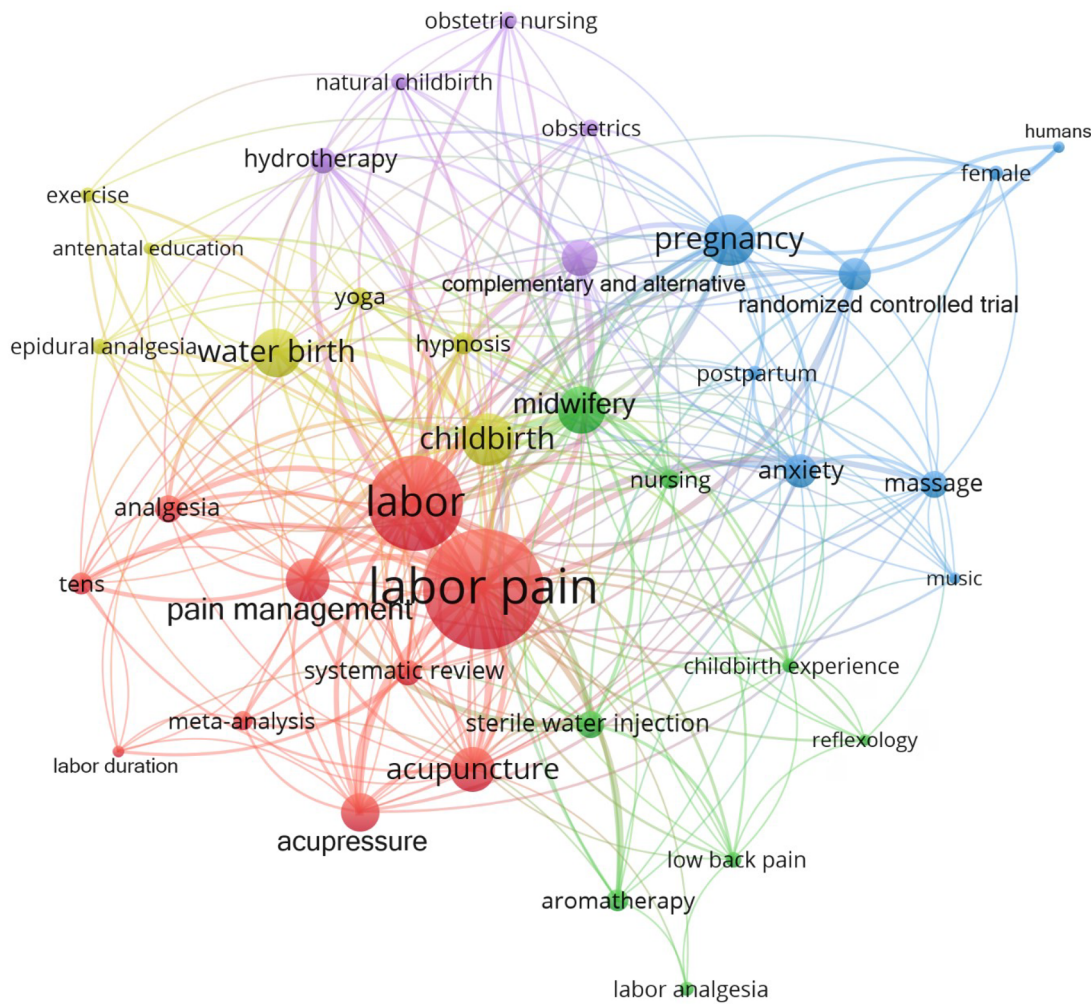 obstetric nursing
natural childbirth
obstetrics
humans
hydrotherapy
female
exercise
pregnancy
antenatal education
complementary and alternative
yoga
randomized controlled trial
epidural analgesia
water birth
hypnosis
postpartum
midwifery
childbirth
anxiety
nursing
massage
labor
analgesia
tens
labor pain
music
pain management
systematic review
childbirth experience
meta-analysis
sterile water injection
reflexology
labor duration
acupuncture
acupressure
low back pain
aromatherapy
labor analgesia